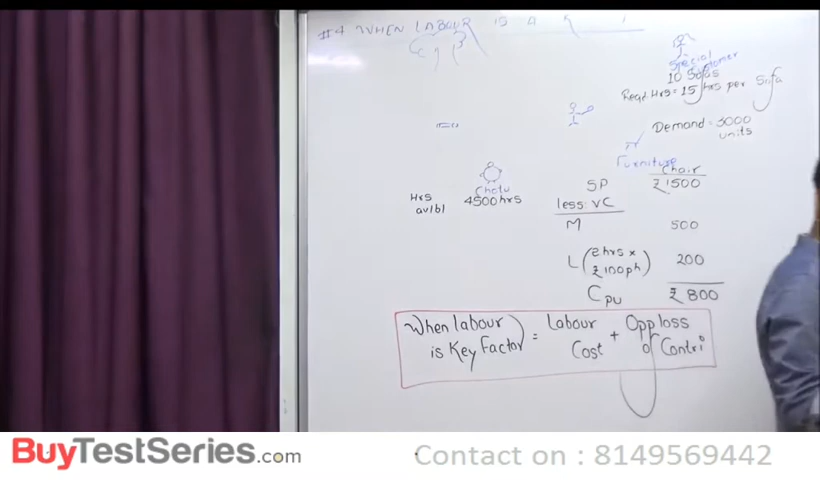 #4 WHEN LABOUR IS A K
Special
Customer
10 Sofas
Reqd Hrs = 15 hrs per Sofa
Demand = 3000
units
Furniture
Chair
Chotu
Hrs
avlbl
4500 hrs
SP ₹1500
less: VC
M 500
L (2 hrs × ₹100 ph) 200
Cpu ₹800
When labour is Key Factor) = Labour Cost + Opp loss of Contri
BuyTestSeries.com
Contact on : 8149569442